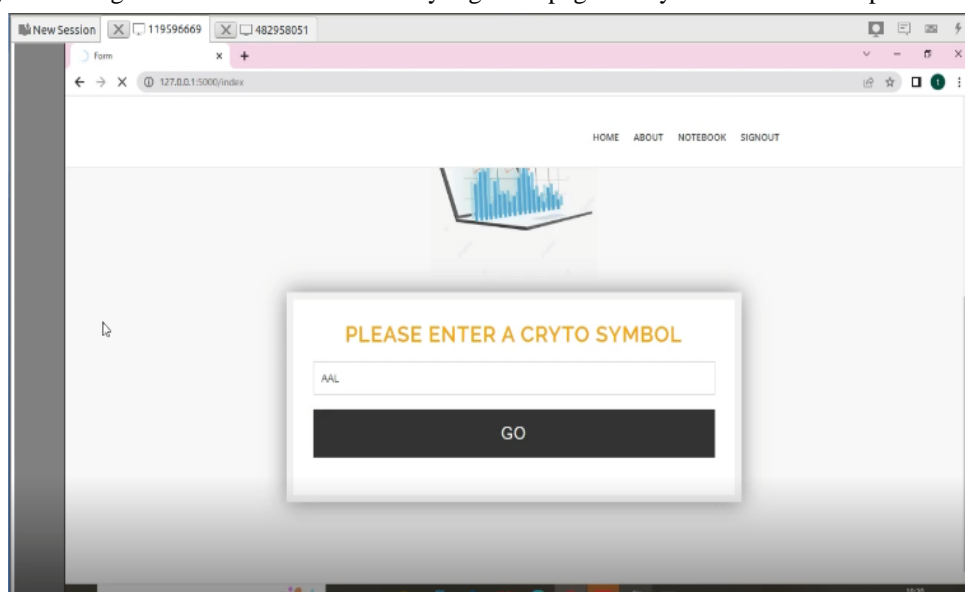 New Session 119596669 482958051
Form
127.0.0.1:5000/index
HOME ABOUT NOTEBOOK SIGNOUT
PLEASE ENTER A CRYTO SYMBOL
AAL
GO